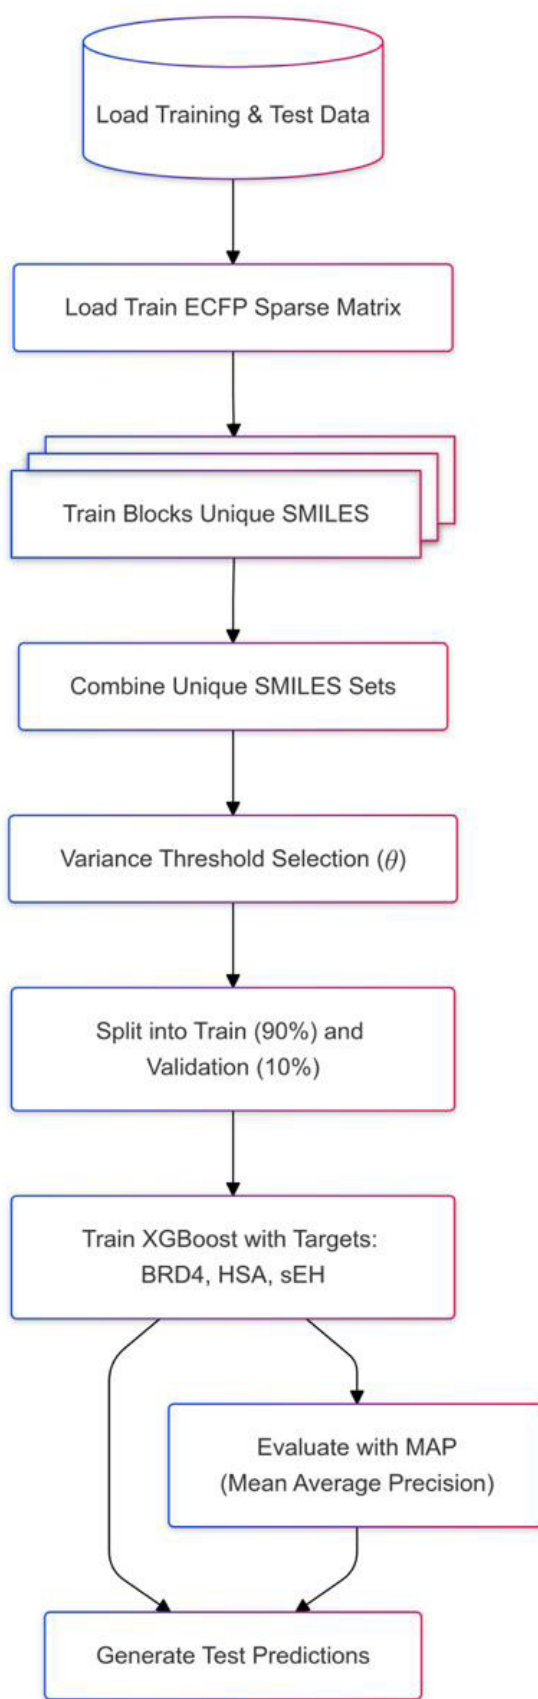 Load Training & Test Data
Load Train ECFP Sparse Matrix
Train Blocks Unique SMILES
Combine Unique SMILES Sets
Variance Threshold Selection (θ)
Split into Train (90%) and
Validation (10%)
Train XGBoost with Targets:
BRD4, HSA, sEH
Evaluate with MAP
(Mean Average Precision)
Generate Test Predictions